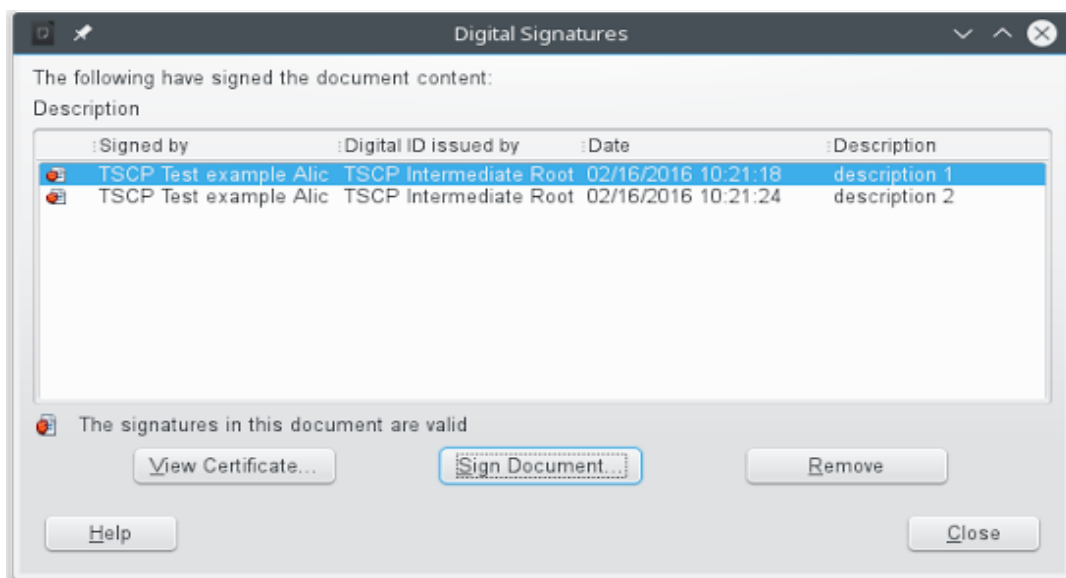 Digital Signatures
The following have signed the document content:
Description
Signed by Digital ID issued by Date Description
TSCP Test example Alic TSCP Intermediate Root 02/16/2016 10:21:18 description 1
TSCP Test example Alic TSCP Intermediate Root 02/16/2016 10:21:24 description 2
The signatures in this document are valid
View Certificate... Sign Document... Remove
Help Close